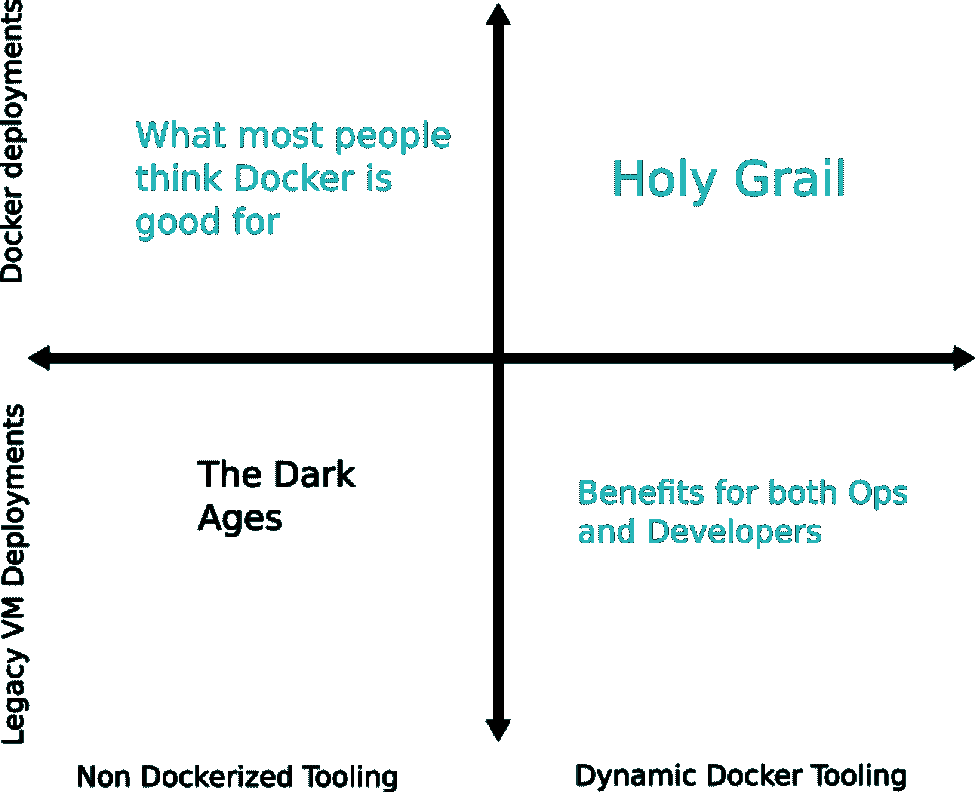 Docker deployments
What most people
think Docker is
good for
Holy Grail
Legacy VM Deployments
The Dark
Ages
Benefits for both Ops
and Developers
Non Dockerized Tooling
Dynamic Docker Tooling